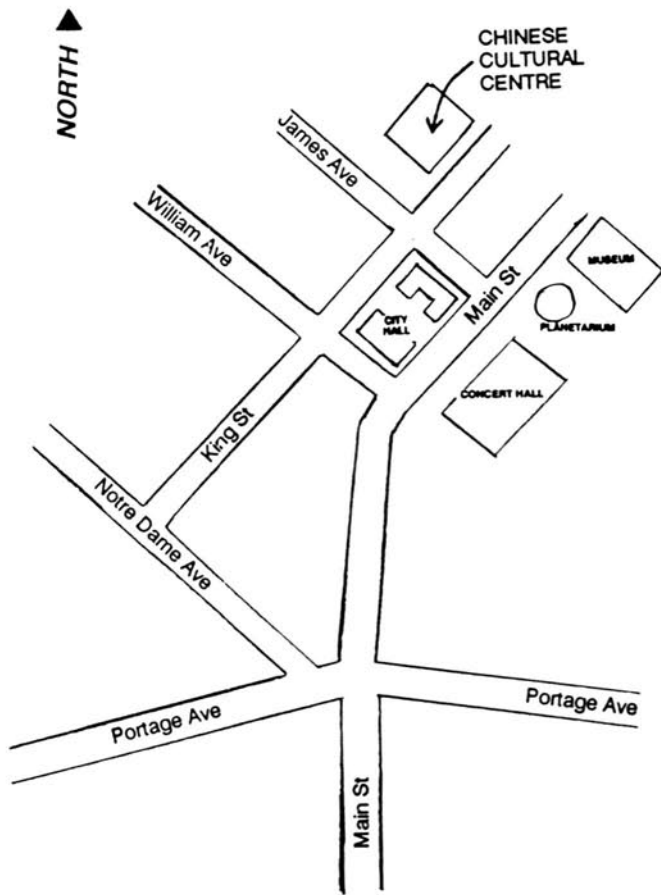 NORTH
CHINESE
CULTURAL
CENTRE
James Ave
William Ave
MUSEUM
Main St
CITY
HALL
PLANETARIUM
CONCERT HALL
King St
Notre Dame Ave
Portage Ave
Portage Ave
Main St